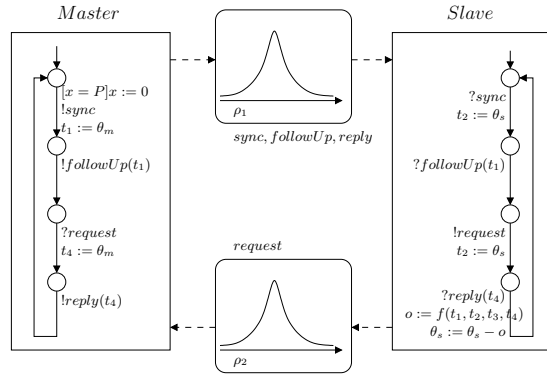 Master
[x = P]x := 0
!sync
t₁ := θₘ
!followUp(t₁)
?request
t₄ := θₘ
!reply(t₄)
ρ₁
sync, followUp, reply
request
ρ₂
Slave
?sync
t₂ := θₛ
?followUp(t₁)
!request
t₂ := θₛ
?reply(t₄)
o := f(t₁, t₂, t₃, t₄)
θₛ := θₛ − o